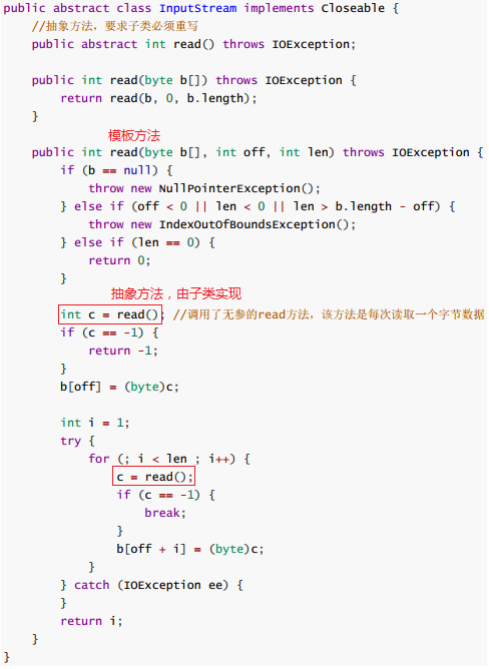 public abstract class InputStream implements Closeable {
//抽象方法，要求子类必须重写
public abstract int read() throws IOException;
public int read(byte b[]) throws IOException {
return read(b, 0, b.length);
}
模板方法
public int read(byte b[], int off, int len) throws IOException {
if (b == null) {
throw new NullPointerException();
} else if (off < 0 || len < 0 || len > b.length - off) {
throw new IndexOutOfBoundsException();
} else if (len == 0) {
return 0;
}
抽象方法，由子类实现
int c = read(); //调用了无参的read方法，该方法是每次读取一个字节数据
if (c == -1) {
return -1;
}
b[off] = (byte)c;
int i = 1;
try {
for (; i < len ; i++) {
c = read();
if (c == -1) {
break;
}
b[off + i] = (byte)c;
}
} catch (IOException ee) {
}
return i;
}
}